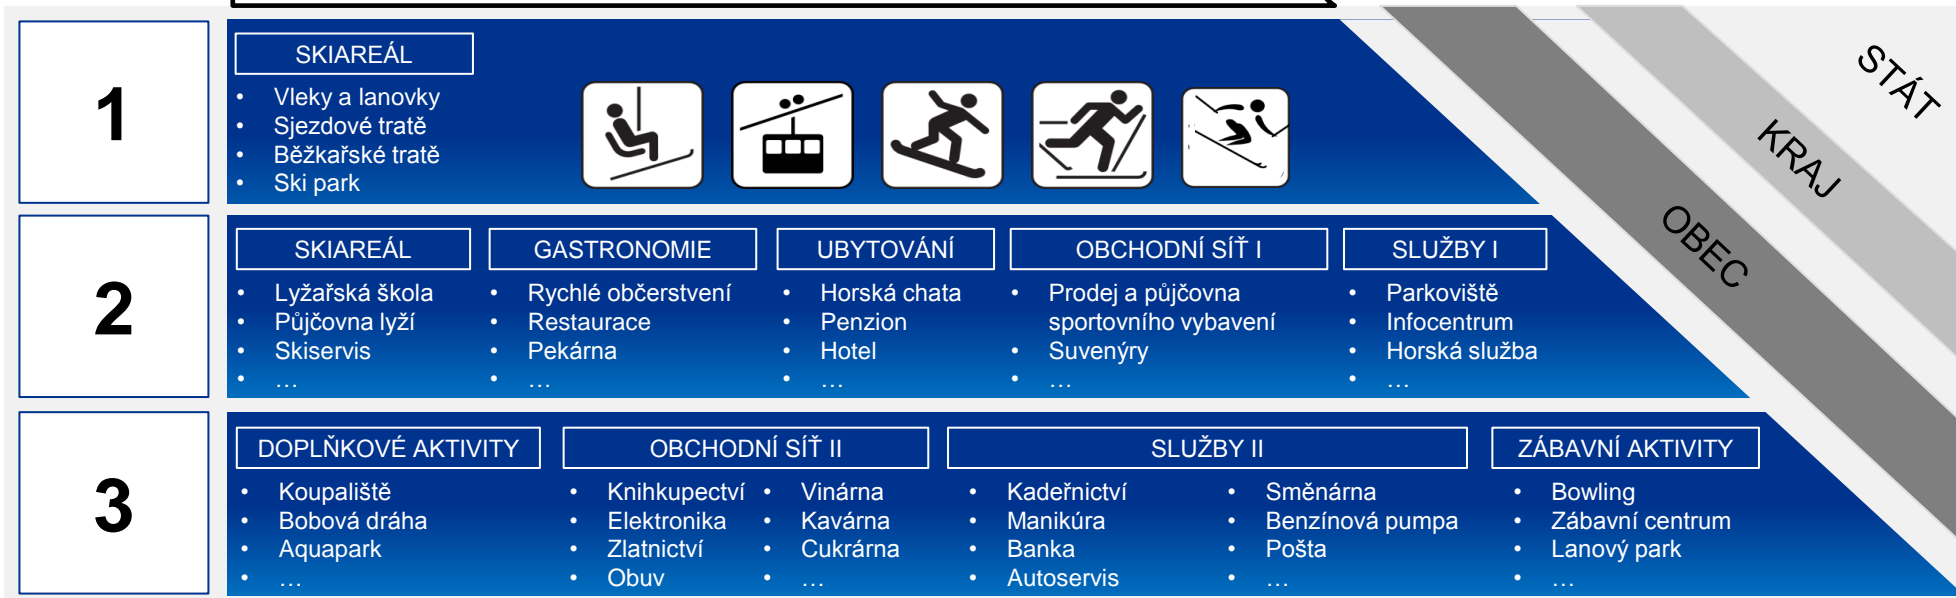 1
SKIAREÁL
• Vleky a lanovky
• Sjezdové tratě
• Běžkařské tratě
• Ski park
2
SKIAREÁL
• Lyžařská škola
• Půjčovna lyží
• Skiservis
• …
GASTRONOMIE
• Rychlé občerstvení
• Restaurace
• Pekárna
• …
UBYTOVÁNÍ
• Horská chata
• Penzion
• Hotel
• …
OBCHODNÍ SÍŤ I
• Prodej a půjčovna
sportovního vybavení
• Suvenýry
• …
SLUŽBY I
• Parkoviště
• Infocentrum
• Horská služba
• …
3
DOPLŇKOVÉ AKTIVITY
• Koupaliště
• Bobová dráha
• Aquapark
• …
OBCHODNÍ SÍŤ II
• Knihkupectví
• Elektronika
• Zlatnictví
• Obuv
• Vinárna
• Kavárna
• Cukrárna
• …
SLUŽBY II
• Kadeřnictví
• Manikúra
• Banka
• Autoservis
• Směnárna
• Benzínová pumpa
• Pošta
• …
ZÁBAVNÍ AKTIVITY
• Bowling
• Zábavní centrum
• Lanový park
• …
OBEC
KRAJ
STÁT